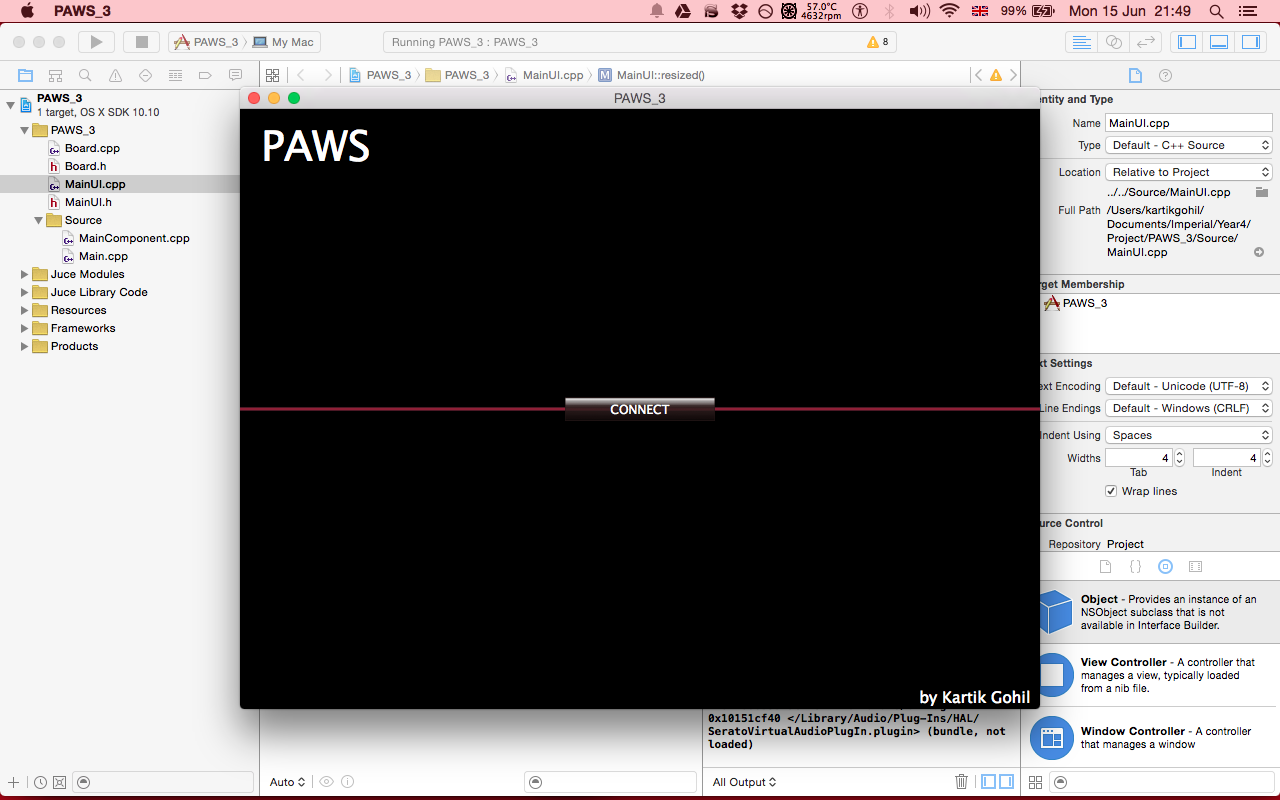 PAWS_3
57.0°C
4632rpm
99%
Mon 15 Jun 21:49
PAWS_3 My Mac
Running PAWS_3 : PAWS_3
8
PAWS_3 PAWS_3 MainUI.cpp M MainUI::resized()
PAWS_3
1 target, OS X SDK 10.10
PAWS_3
Board.cpp
Board.h
MainUI.cpp
MainUI.h
Source
MainComponent.cpp
Main.cpp
Juce Modules
Juce Library Code
Resources
Frameworks
Products
PAWS_3
PAWS
CONNECT
by Kartik Gohil
0x10151cf40 </Library/Audio/Plug-Ins/HAL/
SeratoVirtualAudioPlugIn.plugin> (bundle, not
loaded)
Auto
All Output
entity and Type
Name MainUI.cpp
Type Default - C++ Source
Location Relative to Project
../../Source/MainUI.cpp
Full Path /Users/kartikgohil/
Documents/Imperial/Year4/
Project/PAWS_3/Source/
MainUI.cpp
rget Membership
PAWS_3
xt Settings
ext Encoding Default - Unicode (UTF-8)
Line Endings Default - Windows (CRLF)
Indent Using Spaces
Widths 4 4
Tab Indent
Wrap lines
urce Control
Repository Project
Object - Provides an instance of an
NSObject subclass that is not
available in Interface Builder.
View Controller - A controller that
manages a view, typically loaded
from a nib file.
Window Controller - A controller
that manages a window